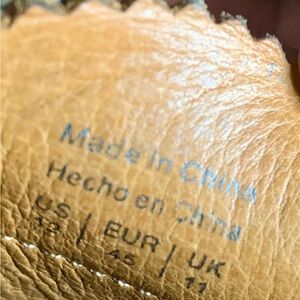 Made in China
Hecho en China
US | EUR | UK
12 | 45 | 11